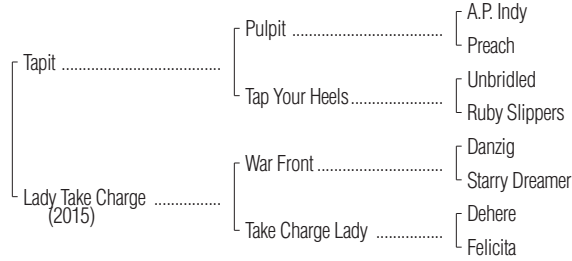 A.P. Indy
Pulpit ........................................
Preach
Tapit ..........................................
Unbridled
Tap Your Heels........................
Ruby Slippers
Danzig
War Front.................................
Starry Dreamer
Lady Take Charge ................
(2015)
Dehere
Take Charge Lady .................
Felicita